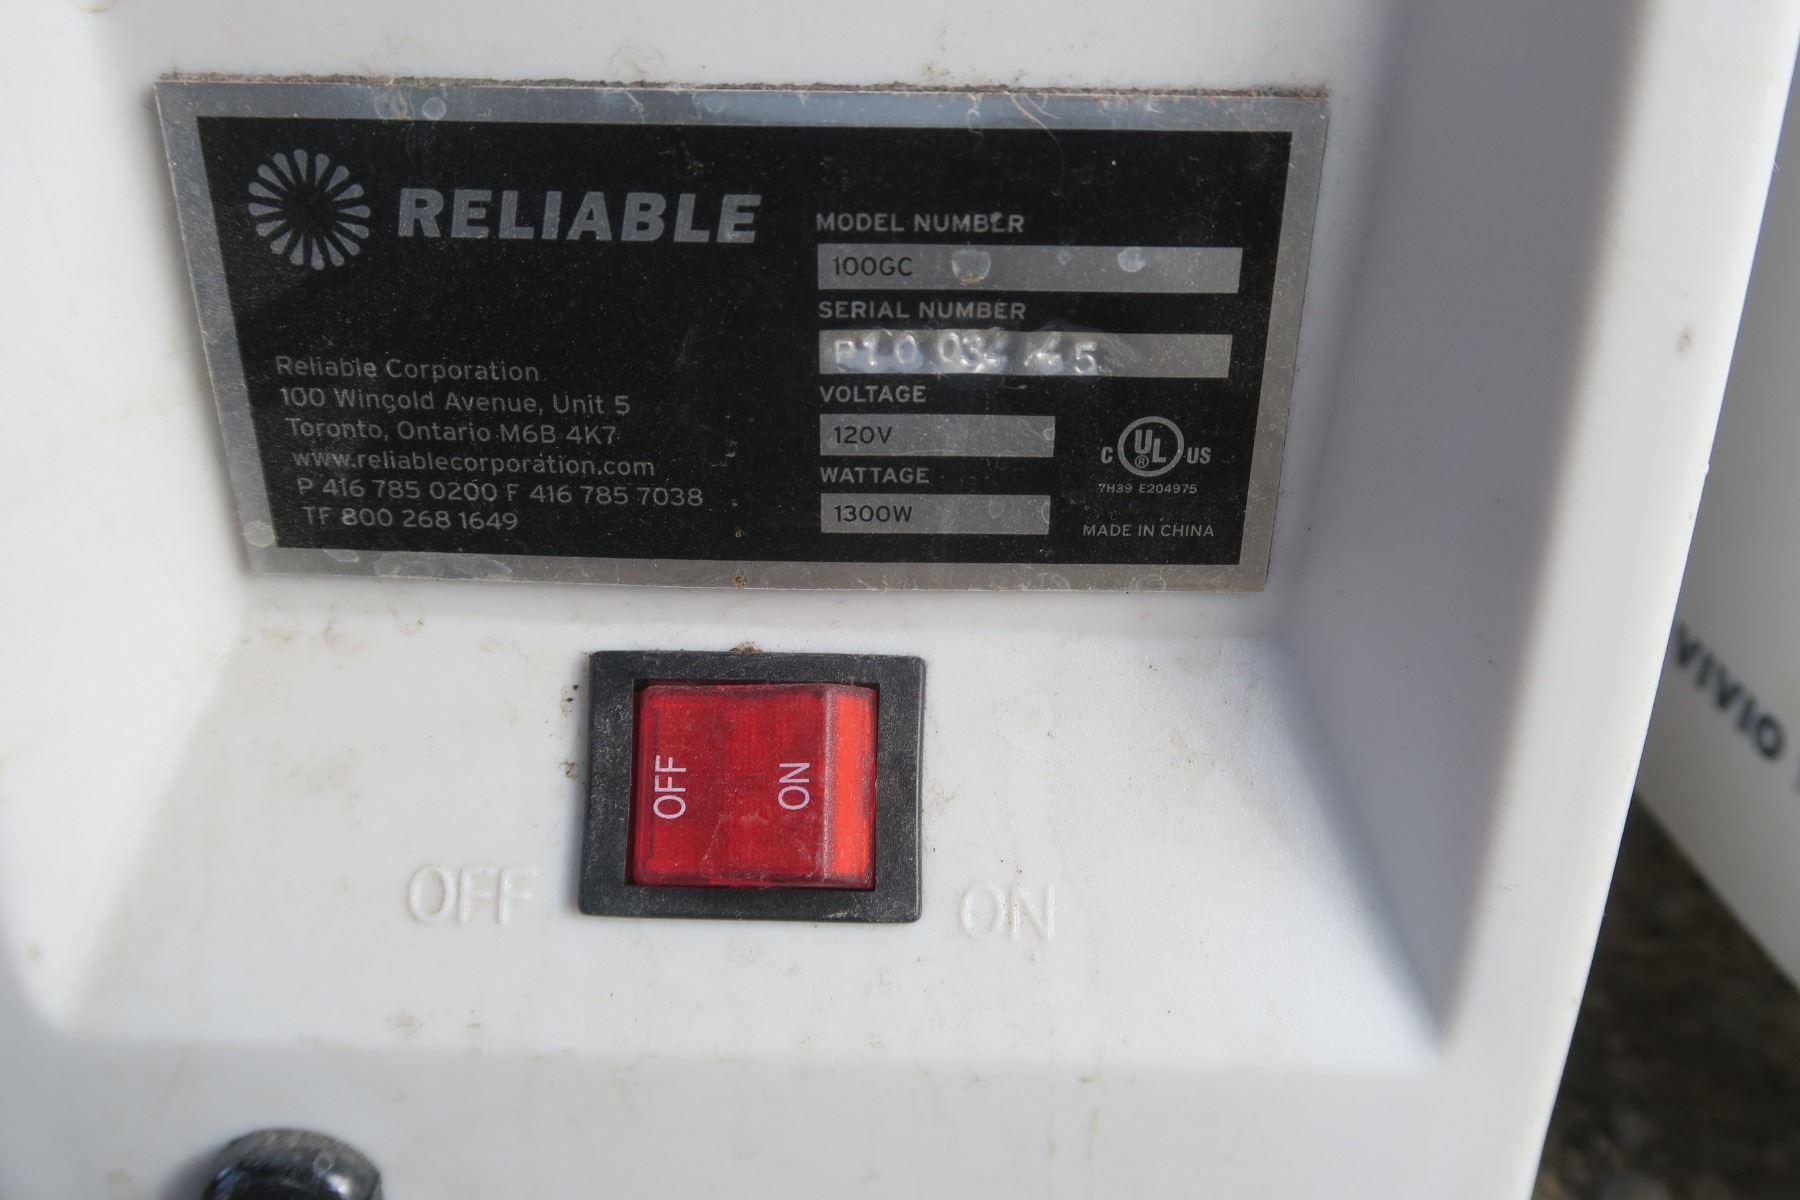 RELIABLE
Reliable Corporation
100 Wingold Avenue, Unit 5
Toronto, Ontario M6B 4K7
www.reliablecorporation.com
P 416 785 0200 F 416 785 7038
TF 800 268 1649
MODEL NUMBER
100GC
SERIAL NUMBER
VOLTAGE
120V
WATTAGE
1300W
C UL® US
7H39 E204975
MADE IN CHINA
OFF ON
OFF ON
VIVIO